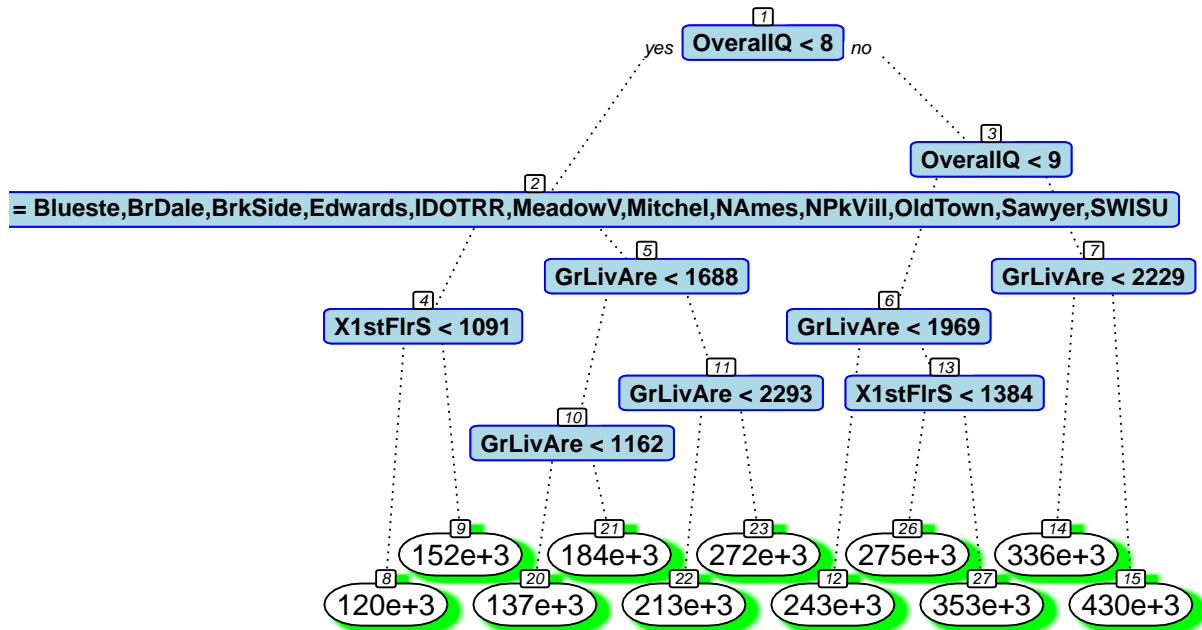 1
OverallQ < 8
yes
no
3
OverallQ < 9
2
= Blueste,BrDale,BrkSide,Edwards,IDOTRR,MeadowV,Mitchel,NAmes,NPkVill,OldTown,Sawyer,SWISU
5
GrLivAre < 1688
7
GrLivAre < 2229
4
X1stFlrS < 1091
6
GrLivAre < 1969
11
GrLivAre < 2293
13
X1stFlrS < 1384
10
GrLivAre < 1162
9
152e+3
21
184e+3
23
272e+3
26
275e+3
14
336e+3
8
120e+3
20
137e+3
22
213e+3
12
243e+3
27
353e+3
15
430e+3